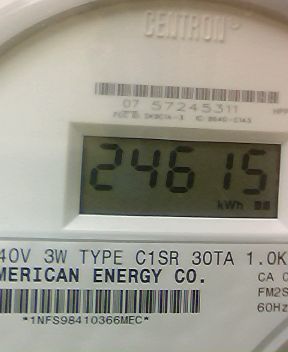 CENTRON®
07 57245311
24615
kWh
40V 3W TYPE C1SR 30TA 1.0K
MERICAN ENERGY CO.
CA 0
FM2S
60Hz
*1NFS98410366MEC*